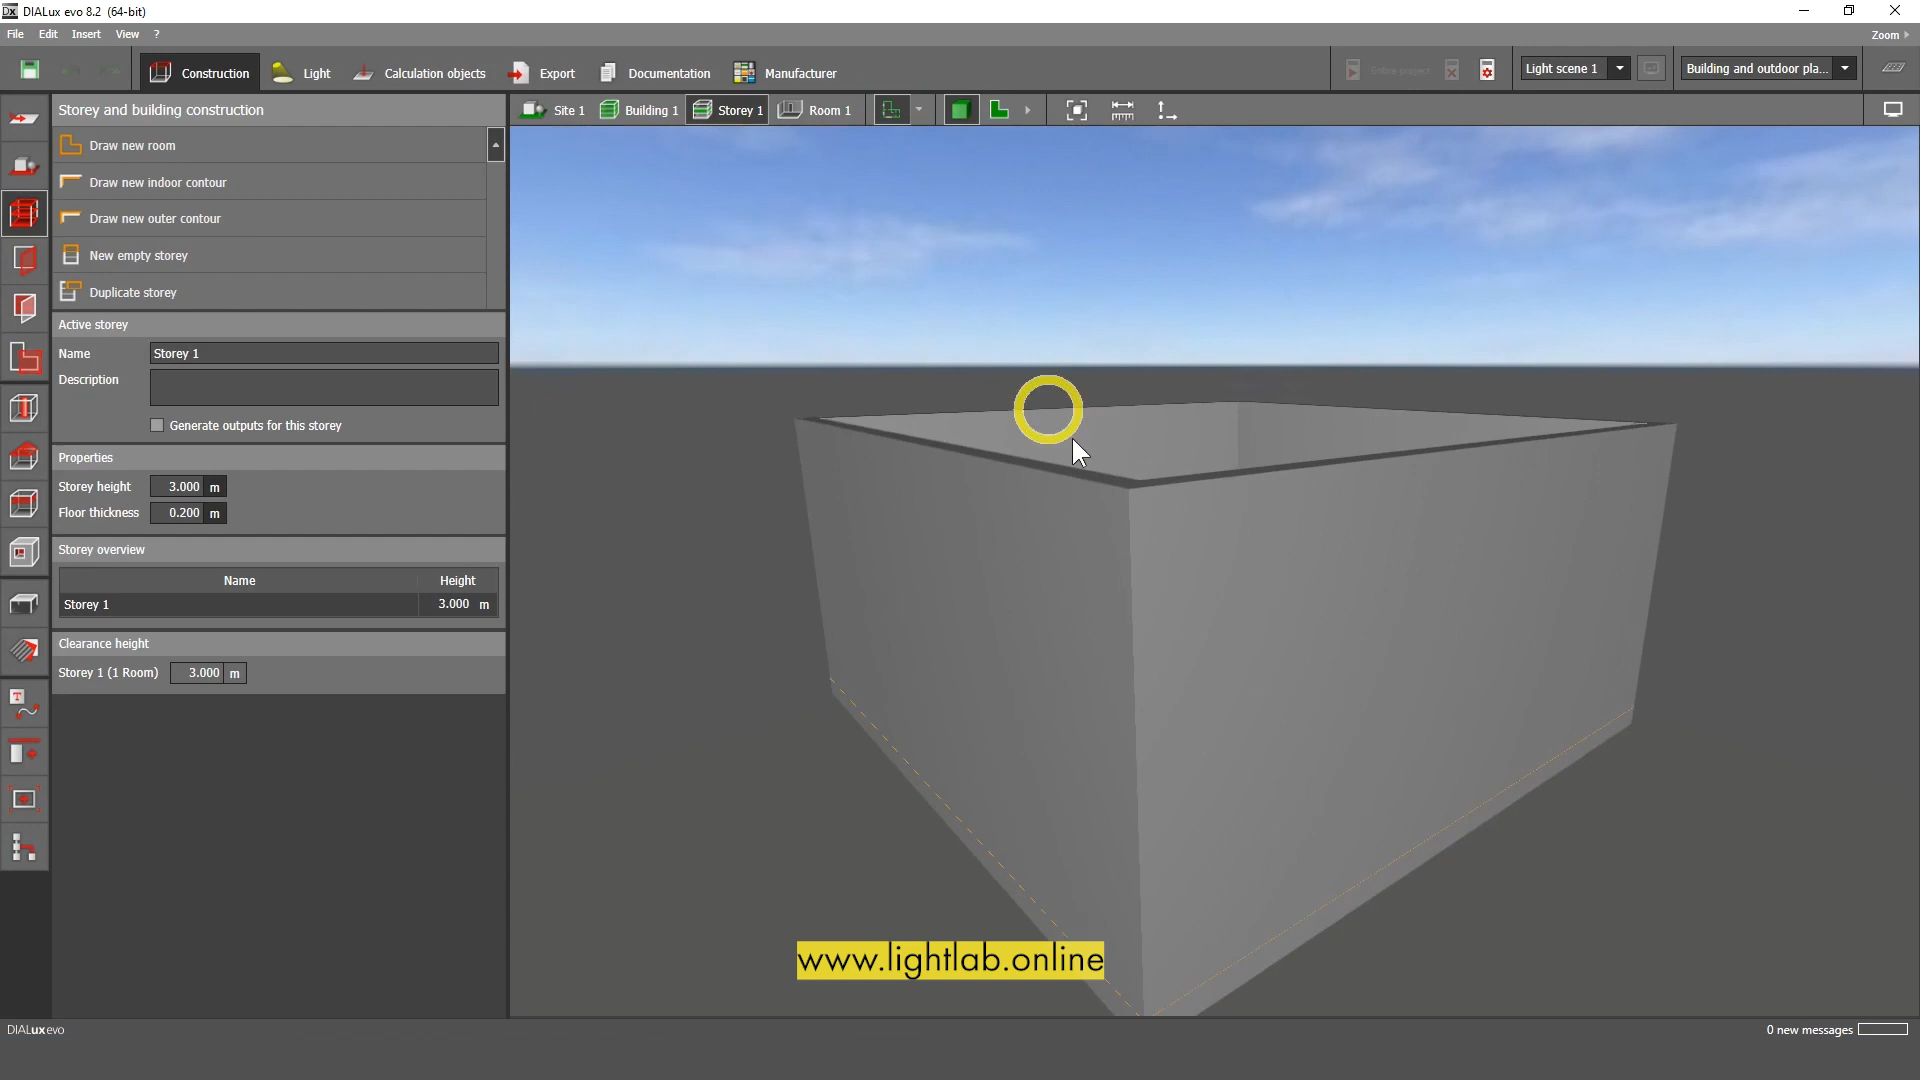 DIALux evo 8.2 (64-bit)
File Edit Insert View ?
Zoom
Construction Light Calculation objects Export Documentation Manufacturer
Entire project
Light scene 1
Building and outdoor pla...
Storey and building construction
Site 1 Building 1 Storey 1 Room 1
Draw new room
Draw new indoor contour
Draw new outer contour
New empty storey
Duplicate storey
Active storey
Name Storey 1
Description
Generate outputs for this storey
Properties
Storey height 3.000 m
Floor thickness 0.200 m
Storey overview
Name Height
Storey 1 3.000 m
Clearance height
Storey 1 (1 Room) 3.000 m
www.lightlab.online
DIALux evo
0 new messages